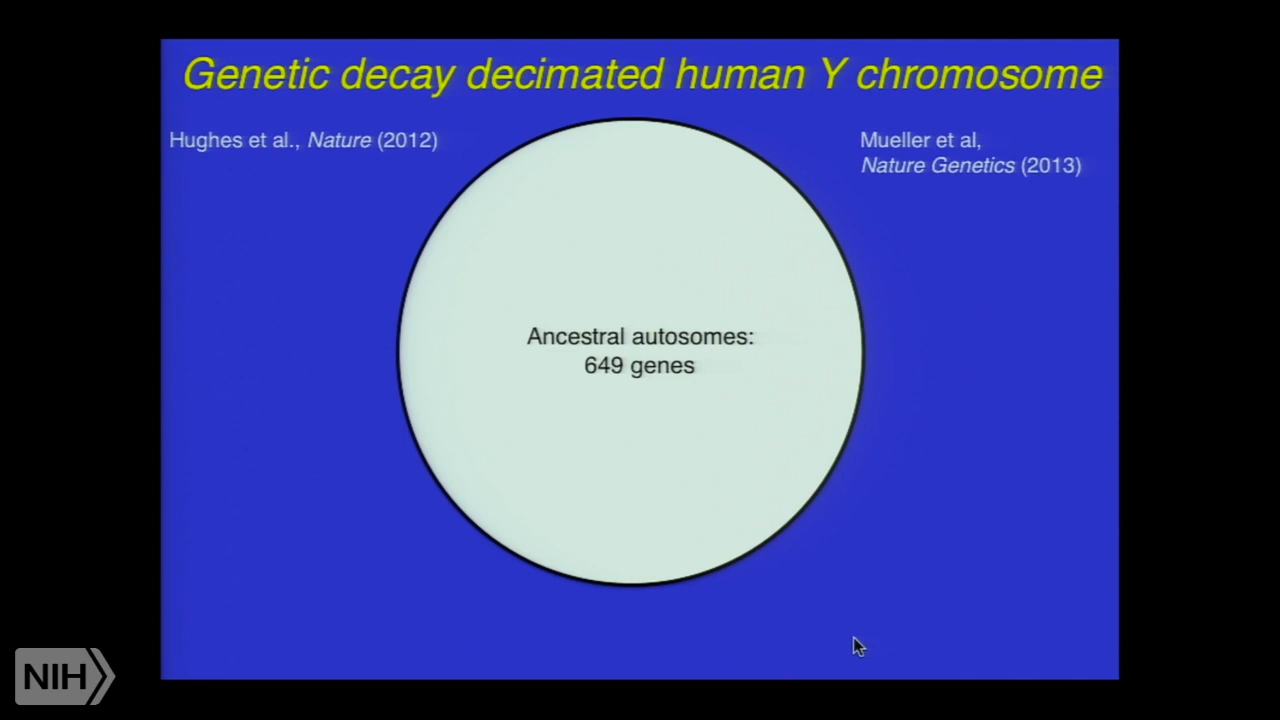 Genetic decay decimated human Y chromosome
Hughes et al., Nature (2012)
Mueller et al,
Nature Genetics (2013)
Ancestral autosomes:
649 genes
NIH